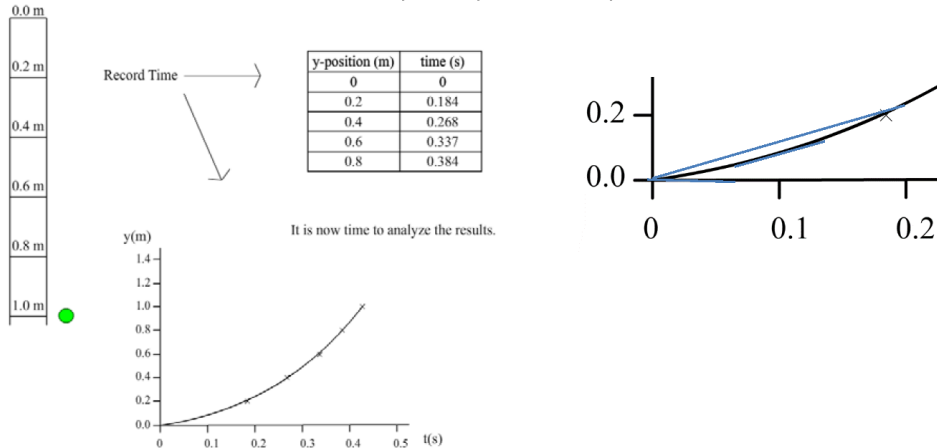 0.0 m
0.2 m
0.4 m
0.6 m
0.8 m
1.0 m
Record Time
y-position (m) time (s)
0 0
0.2 0.184
0.4 0.268
0.6 0.337
0.8 0.384
It is now time to analyze the results.
y(m)
1.4
1.2
1.0
0.8
0.6
0.4
0.2
0.0
0 0.1 0.2 0.3 0.4 0.5 t(s)
0.2
0.0
0 0.1 0.2